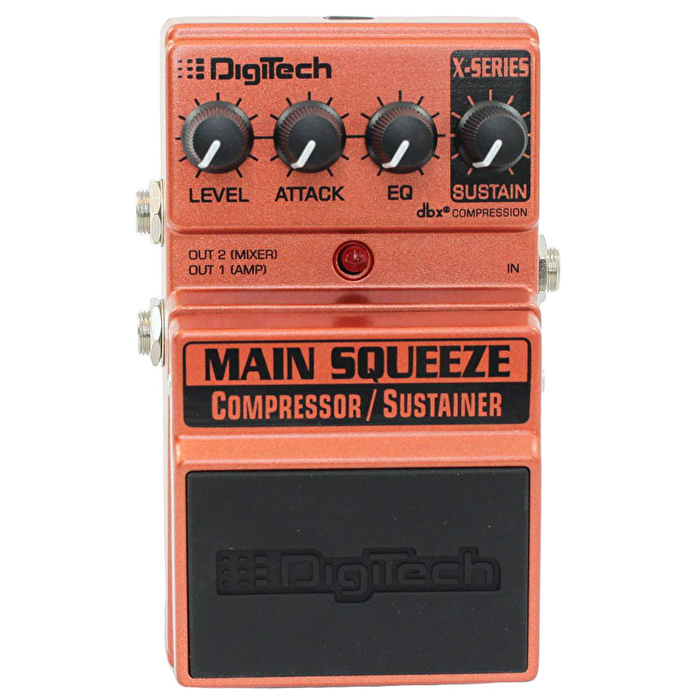 DigiTech
X-SERIES
LEVEL ATTACK EQ SUSTAIN
dbx® COMPRESSION
OUT 2 (MIXER)
OUT 1 (AMP) IN
MAIN SQUEEZE
COMPRESSOR / SUSTAINER
DigiTech